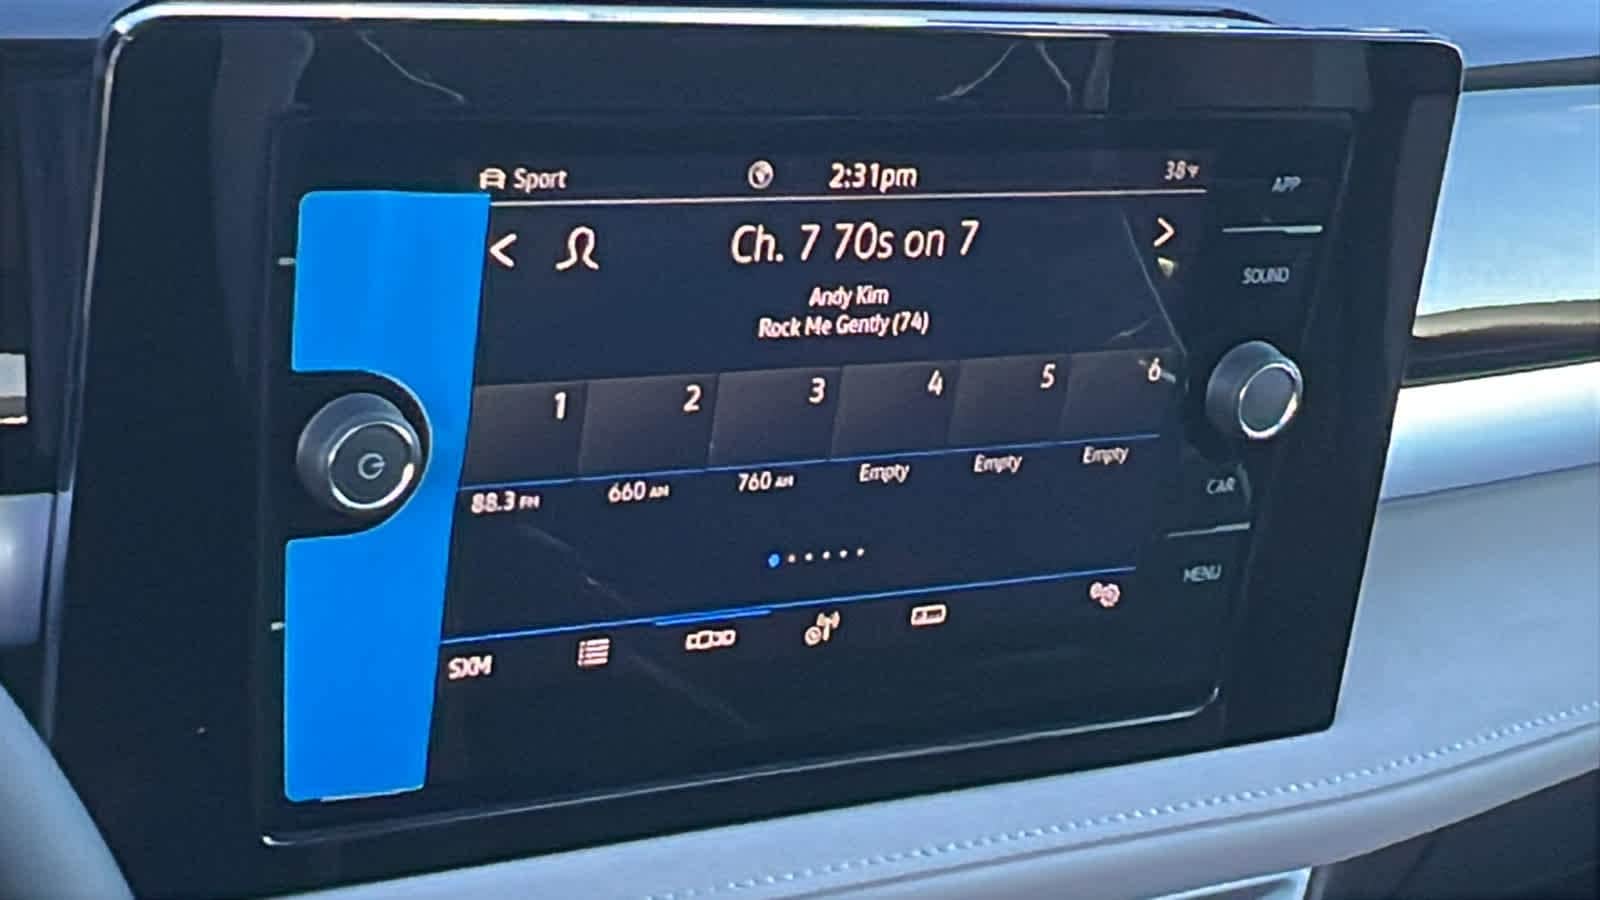 Sport 2:31pm 38°F
APP
Ch. 7 70s on 7
SOUND
Andy Kim
Rock Me Gently (74)
1 2 3 4 5 6
88.3 FM 660 AM 760 AM Empty Empty Empty
CAR
MENU
SXM